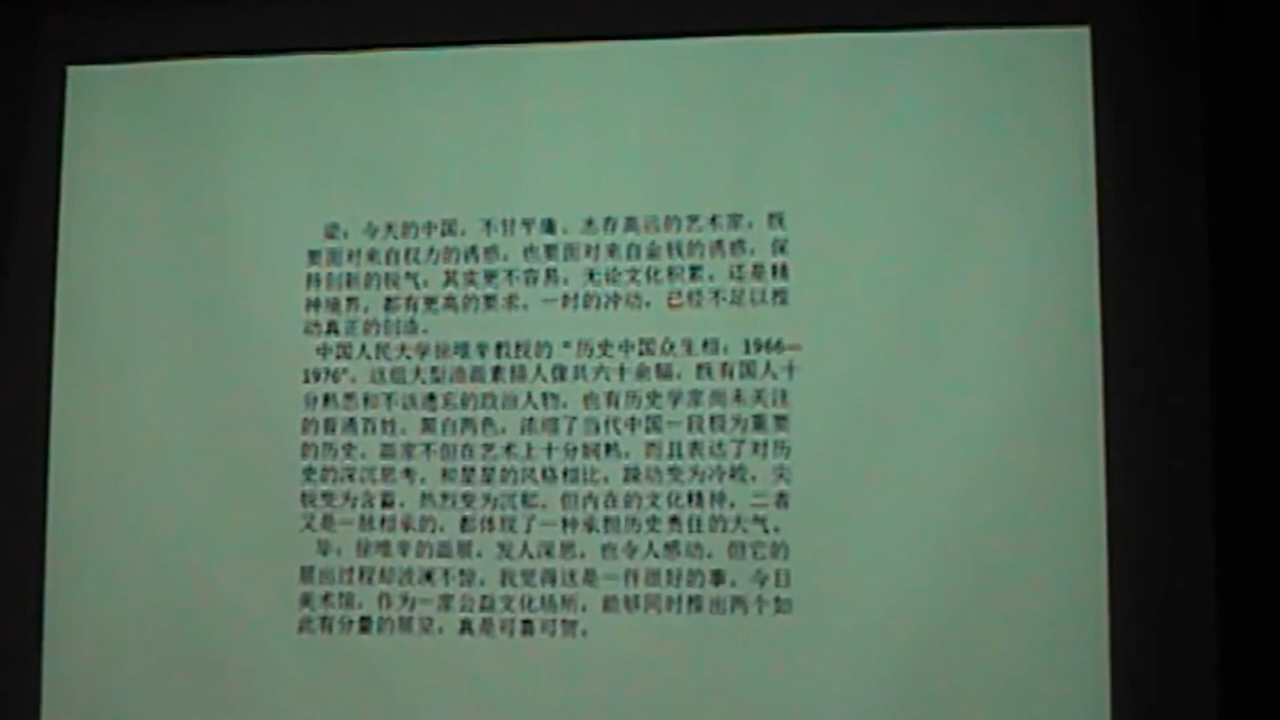 梁：今天的中国，不甘平庸、志存高远的艺术家，既
要面对来自权力的诱惑，也要面对来自金钱的诱惑，保
持创新的锐气，其实更不容易，无论文化积累，还是精
神境界，都有更高的要求，一时的冷动，已经不足以推
动真正的创造。
中国人民大学徐唯辛教授的“历史中国众生相：1966—
1976”，这组大型油画素描人像共六十余幅，既有国人十
分熟悉和不该遗忘的政治人物，也有历史学家尚未关注
的普通百姓，黑白两色，浓缩了当代中国一段极为重要
的历史，画家不但在艺术上十分娴熟，而且表达了对历
史的深沉思考，和星星的风格相比，躁动变为冷峻，尖
锐变为含蓄，热烈变为沉郁，但内在的文化精神，二者
又是一脉相承的，都体现了一种承担历史责任的大气。
毕：徐唯辛的画展，发人深思，也令人感动，但它的
展出过程却波澜不惊，我觉得这是一件很好的事，今日
美术馆，作为一家公益文化场所，能够同时推出两个如
此有分量的展览，真是可喜可贺。